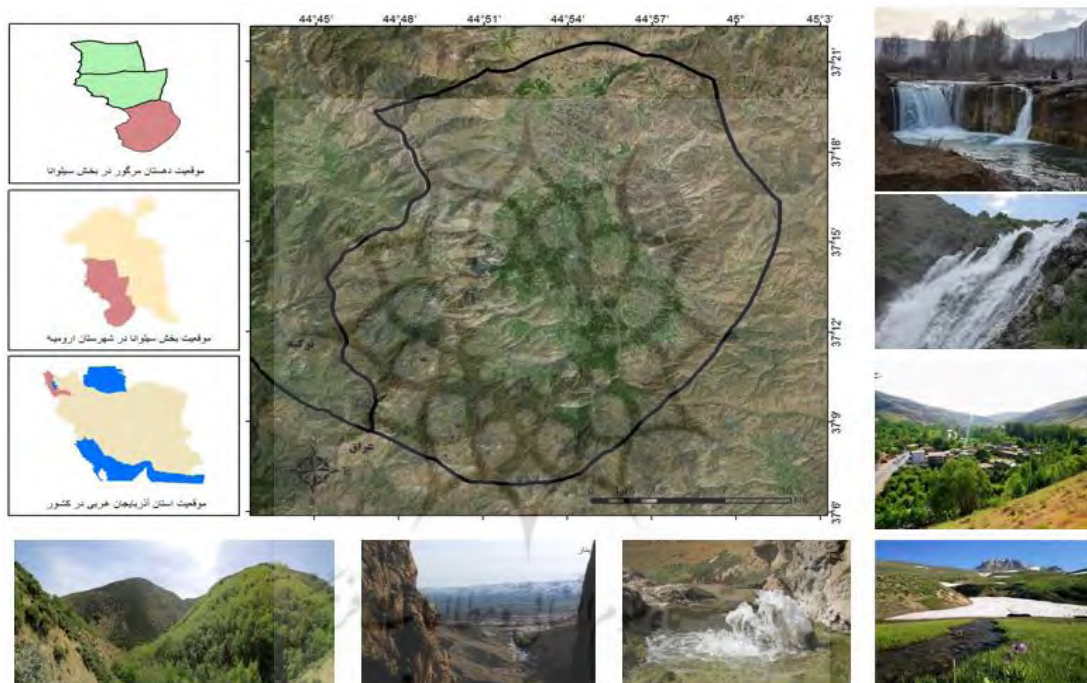 44°45'	44°48'	44°51'	44°54'	44°57'	45°	45°3'
موقعیت دهستان مرگور در بخش سیلوانا
موقعیت بخش سیلوانا در شهرستان ارومیه
موقعیت استان آذربایجان غربی در کشور
ترکیه
عراق
37°21'
37°18'
37°15'
37°12'
37°9'
37°6'